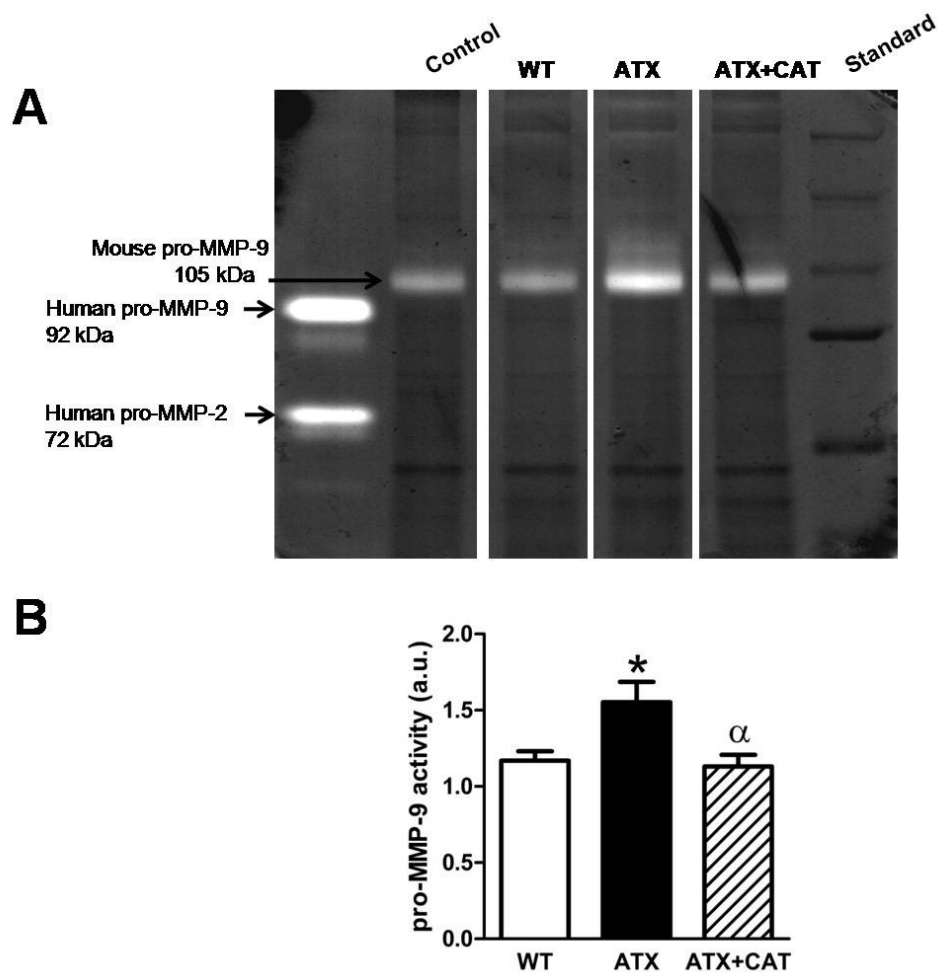 Control
WT
ATX
ATX+CAT
Standard
A
Mouse pro-MMP-9
105 kDa
Human pro-MMP-9
92 kDa
Human pro-MMP-2
72 kDa
B
pro-MMP-9 activity (a.u.)
2.0
1.5
1.0
0.5
0.0
*
α
WT
ATX
ATX+CAT